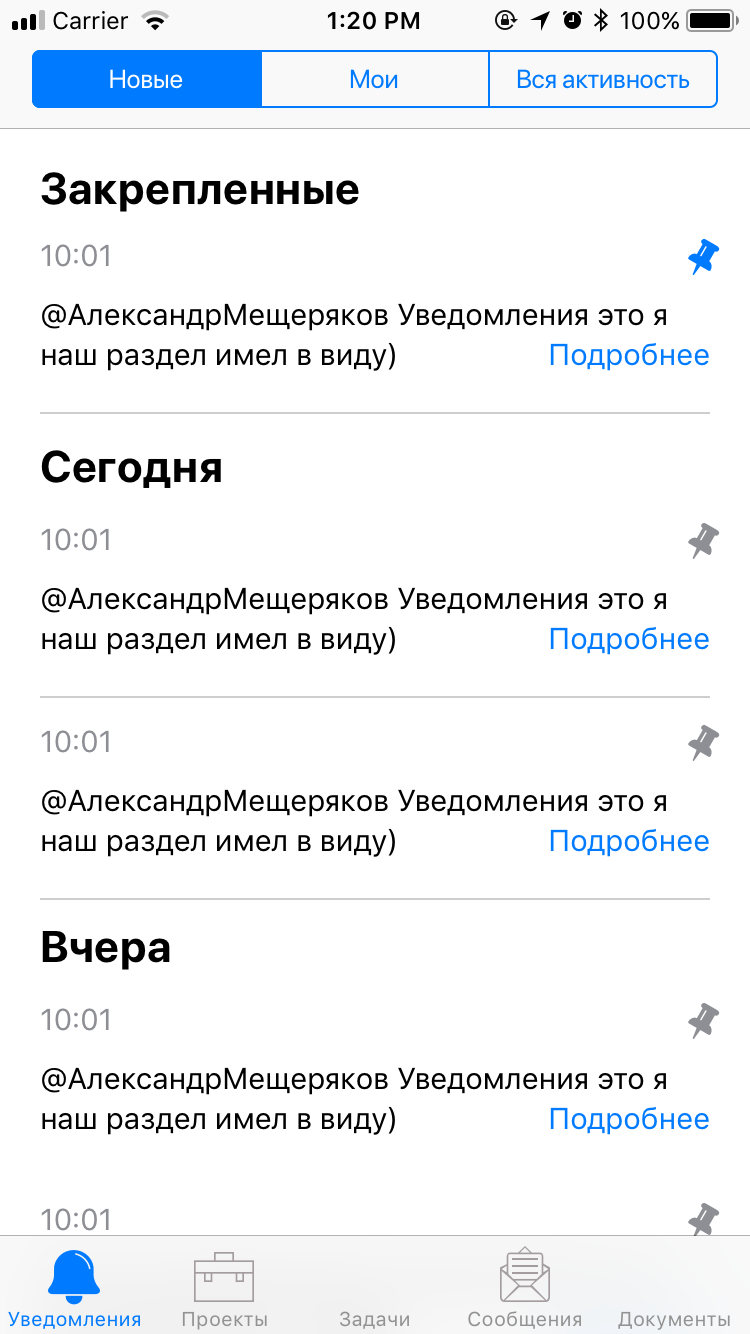 Carrier 1:20 PM 100%
Новые Мои Вся активность
Закрепленные
10:01
@АлександрМещеряков Уведомления это я
наш раздел имел в виду) Подробнее
Сегодня
10:01
@АлександрМещеряков Уведомления это я
наш раздел имел в виду) Подробнее
10:01
@АлександрМещеряков Уведомления это я
наш раздел имел в виду) Подробнее
Вчера
10:01
@АлександрМещеряков Уведомления это я
наш раздел имел в виду) Подробнее
10:01
Уведомления Проекты Задачи Сообщения Документы